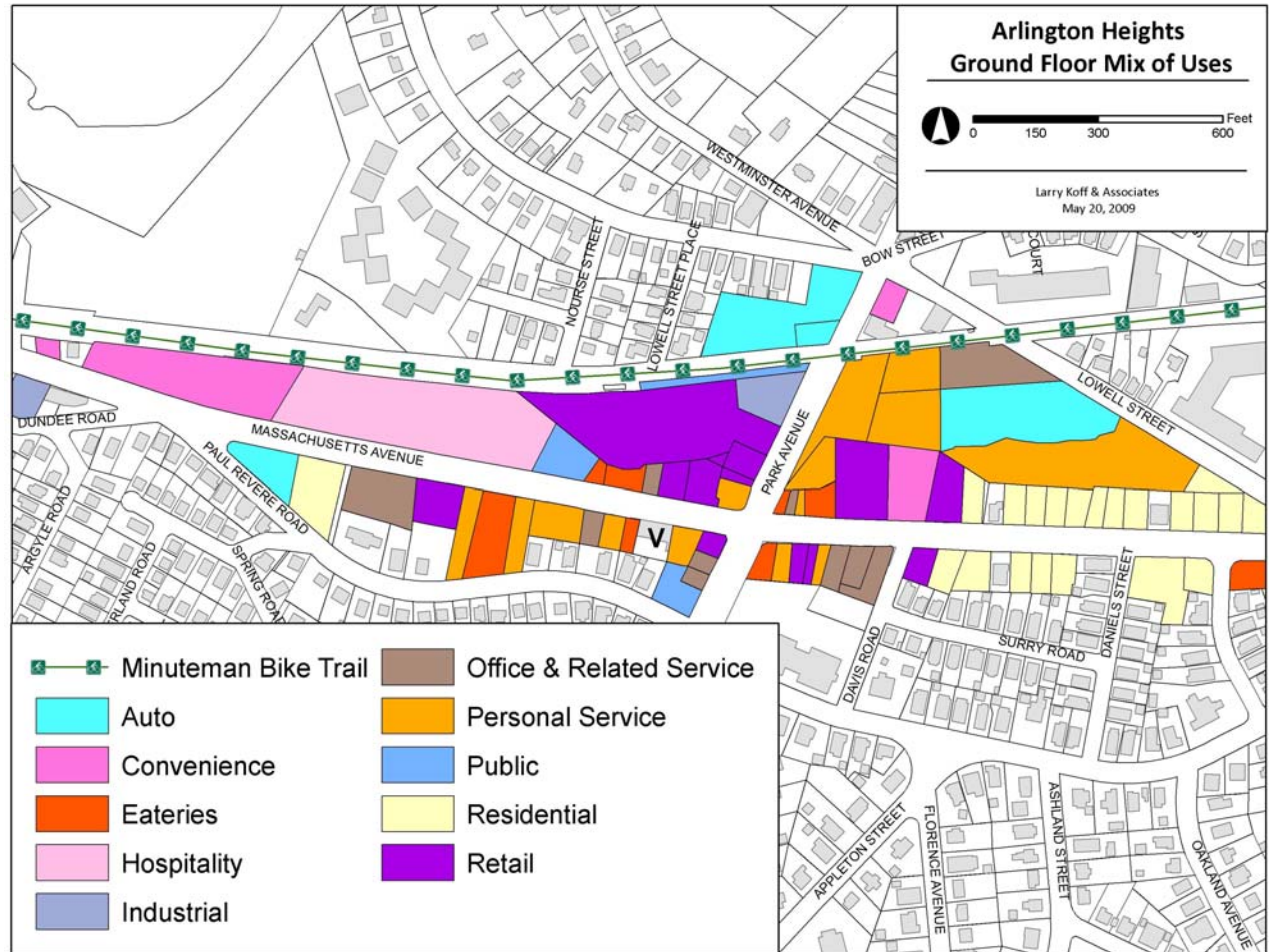 Arlington Heights
Ground Floor Mix of Uses
Feet
0 150 300 600
Larry Koff & Associates
May 20, 2009
WESTMINSTER AVENUE
BOW STREET
COURT
NOURSE STREET
LOWELL STREET PLACE
LOWELL STREET
DUNDEE ROAD
MASSACHUSETTS AVENUE
PAUL REVERE ROAD
PARK AVENUE
ARGYLE ROAD
SPRING ROAD
ERLAND ROAD
V
DAVIS ROAD
SURRY ROAD
DANIELS STREET
APPLETON STREET
FLORENCE AVENUE
ASHLAND STREET
OAKLAND AVENUE
Minuteman Bike Trail
Auto
Convenience
Eateries
Hospitality
Industrial
Office & Related Service
Personal Service
Public
Residential
Retail